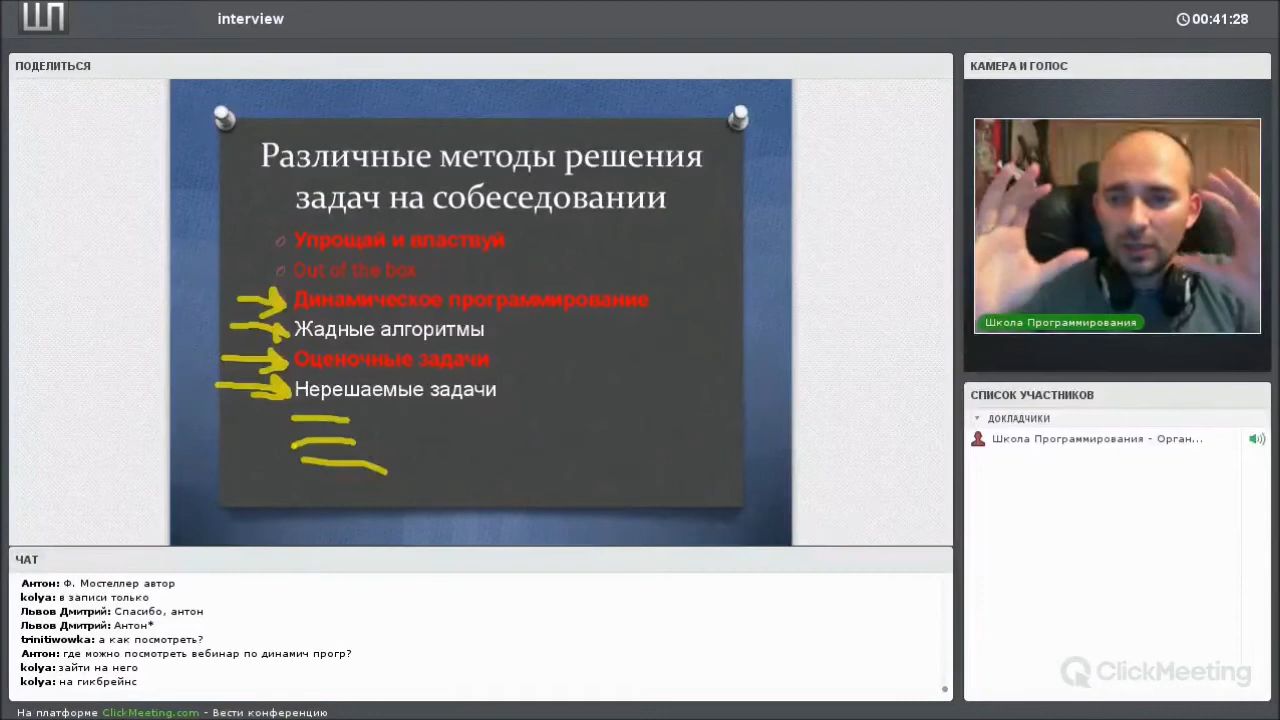 ШП
interview
00:41:28
ПОДЕЛИТЬСЯ
Различные методы решения
задач на собеседовании
Упрощай и властвуй
Out of the box
Динамическое программирование
Жадные алгоритмы
Оценочные задачи
Нерешаемые задачи
КАМЕРА И ГОЛОС
Школа Программирования
СПИСОК УЧАСТНИКОВ
ДОКЛАДЧИКИ
Школа Программирования - Орган...
ЧАТ
Антон: Ф. Мостеллер автор
kolya: в записи только
Львов Дмитрий: Спасибо, антон
Львов Дмитрий: Антон*
trinitiwowka: а как посмотреть?
Антон: где можно посмотреть вебинар по динамич прогр?
kolya: зайти на него
kolya: на гикбрейнс
ClickMeeting
На платформе ClickMeeting.com - Вести конференцию